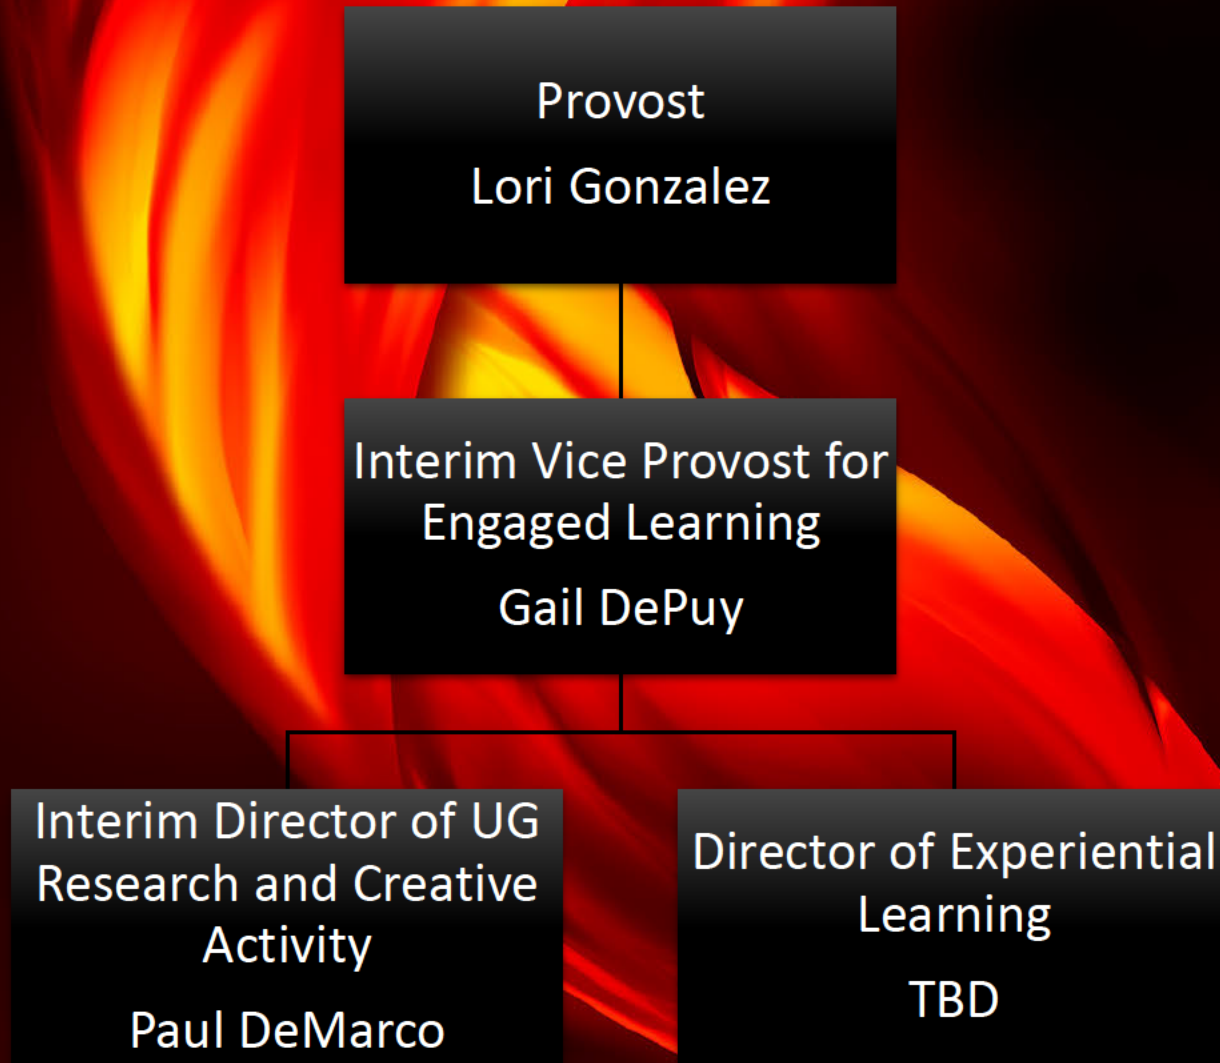 Provost
Lori Gonzalez
Interim Vice Provost for
Engaged Learning
Gail DePuy
Interim Director of UG
Research and Creative
Activity
Paul DeMarco
Director of Experiential
Learning
TBD